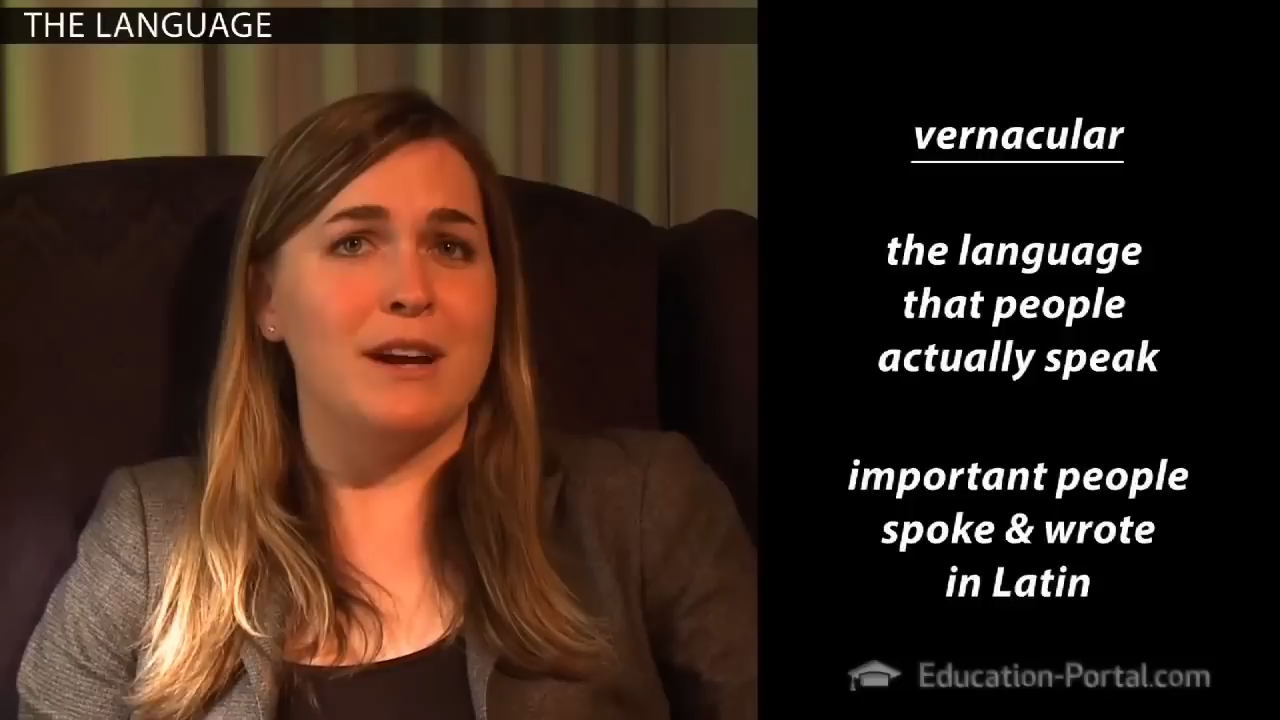 THE LANGUAGE
vernacular
the language
that people
actually speak
important people
spoke & wrote
in Latin
Education-Portal.com